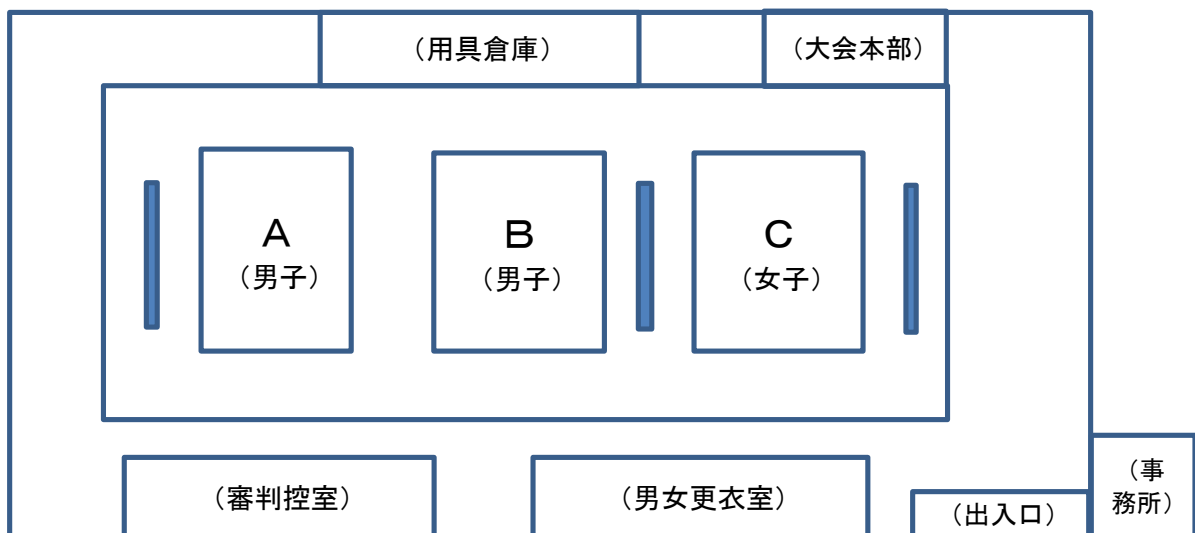 （用具倉庫）
（大会本部）
A
（男子）
B
（男子）
C
（女子）
（審判控室）
（男女更衣室）
（出入口）
（事
務所）